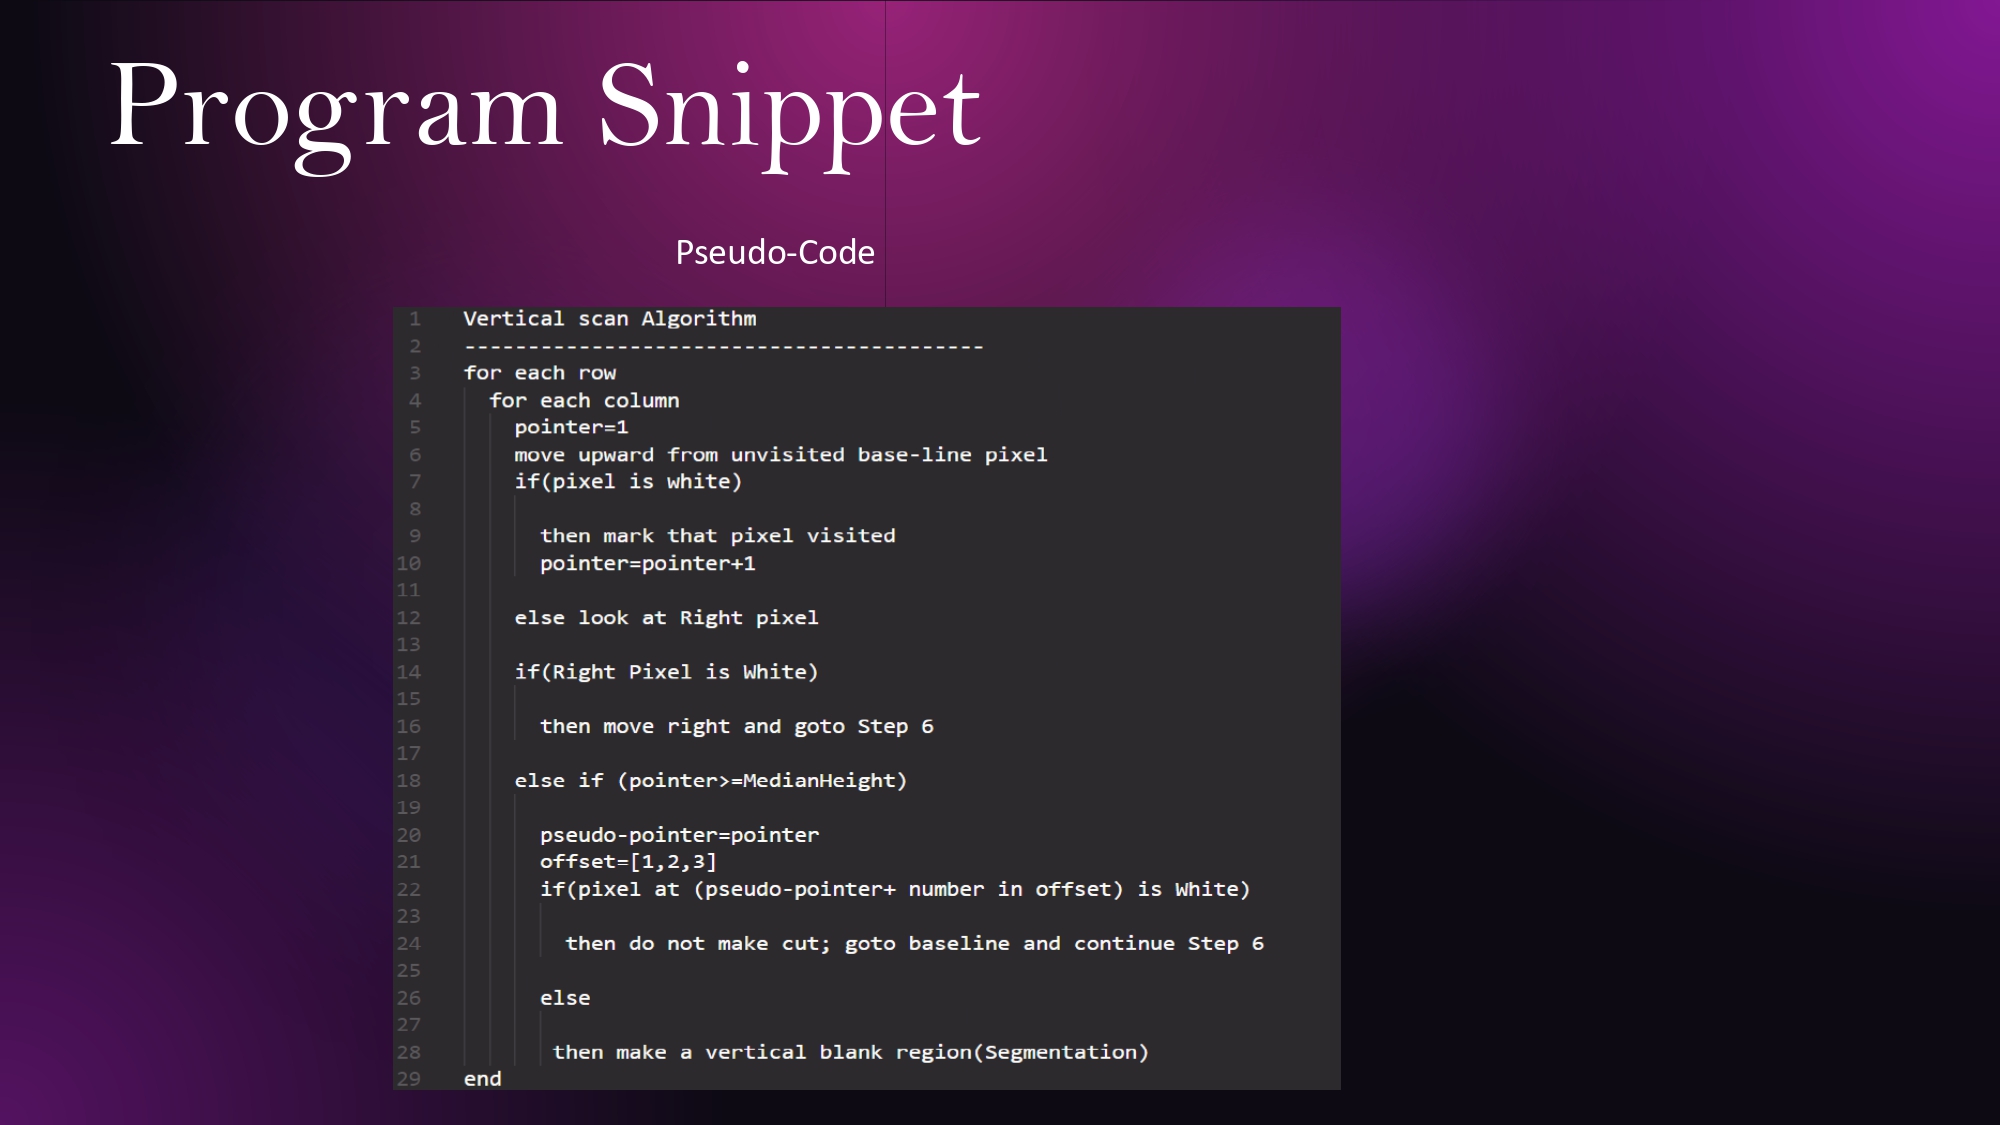 Program Snippet
Pseudo-Code
1 Vertical scan Algorithm
2 -----------------------------------------
3 for each row
4 for each column
5 pointer=1
6 move upward from unvisited base-line pixel
7 if(pixel is white)
8
9 then mark that pixel visited
10 pointer=pointer+1
11
12 else look at Right pixel
13
14 if(Right Pixel is White)
15
16 then move right and goto Step 6
17
18 else if (pointer>=MedianHeight)
19
20 pseudo-pointer=pointer
21 offset=[1,2,3]
22 if(pixel at (pseudo-pointer+ number in offset) is White)
23
24 then do not make cut; goto baseline and continue Step 6
25
26 else
27
28 then make a vertical blank region(Segmentation)
29 end